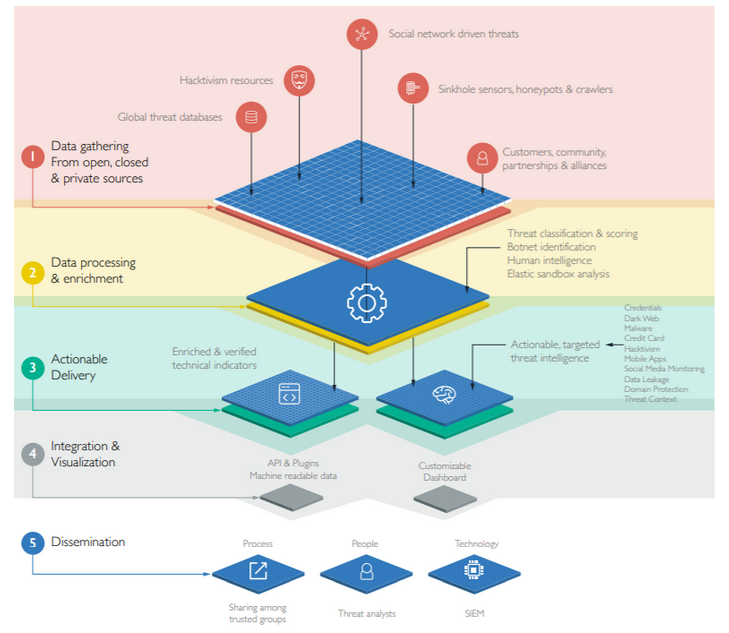 Social network driven threats
Hacktivism resources
Sinkhole sensors, honeypots & crawlers
Global threat databases
1
Data gathering
From open, closed
& private sources
Customers, community,
partnerships & alliances
2
Data processing
& enrichment
Threat classification & scoring
Botnet identification
Human intelligence
Elastic sandbox analysis
3
Actionable
Delivery
Enriched & verified
technical indicators
Actionable, targeted
threat intelligence
Credentials
Dark Web
Malware
Credit Card
Hacktivism
Mobile Apps
Social Media Monitoring
Data Leakage
Domain Protection
Threat Context
4
Integration &
Visualization
API & Plugins
Machine readable data
Customizable
Dashboard
5
Dissemination
Process
People
Technology
Sharing among
trusted groups
Threat analysts
SIEM